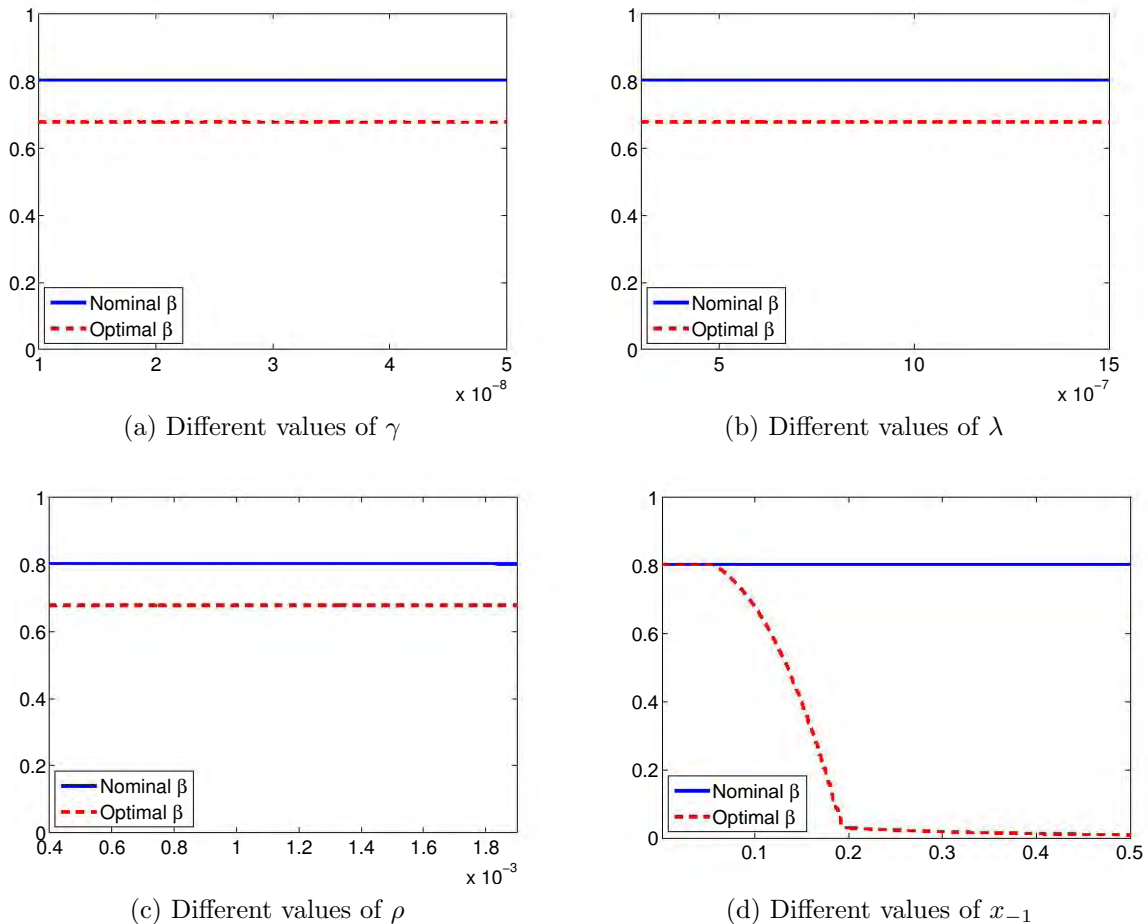 1
0.8
0.6
0.4
0.2
0
Nominal β
Optimal β
1 2 3 4 5
x 10⁻⁸
(a) Different values of γ
1
0.8
0.6
0.4
0.2
0
Nominal β
Optimal β
5 10 15
x 10⁻⁷
(b) Different values of λ
1
0.8
0.6
0.4
0.2
0
Nominal β
Optimal β
0.4 0.6 0.8 1 1.2 1.4 1.6 1.8
x 10⁻³
(c) Different values of ρ
1
0.8
0.6
0.4
0.2
0
Nominal β
Optimal β
0.1 0.2 0.3 0.4 0.5
(d) Different values of x₋₁